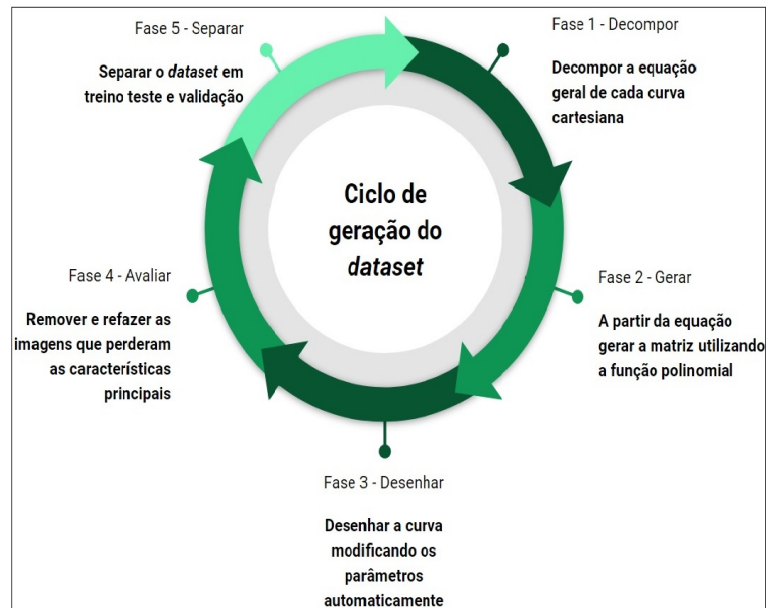 Fase 1 - Decompor
Decompor a equação
geral de cada curva
cartesiana
Fase 2 - Gerar
A partir da equação
gerar a matriz utilizando
a função polinomial
Fase 3 - Desenhar
Desenhar a curva
modificando os
parâmetros
automaticamente
Fase 4 - Avaliar
Remover e refazer as
imagens que perderam
as características
principais
Fase 5 - Separar
Separar o dataset em
treino teste e validação
Ciclo de
geração do
dataset